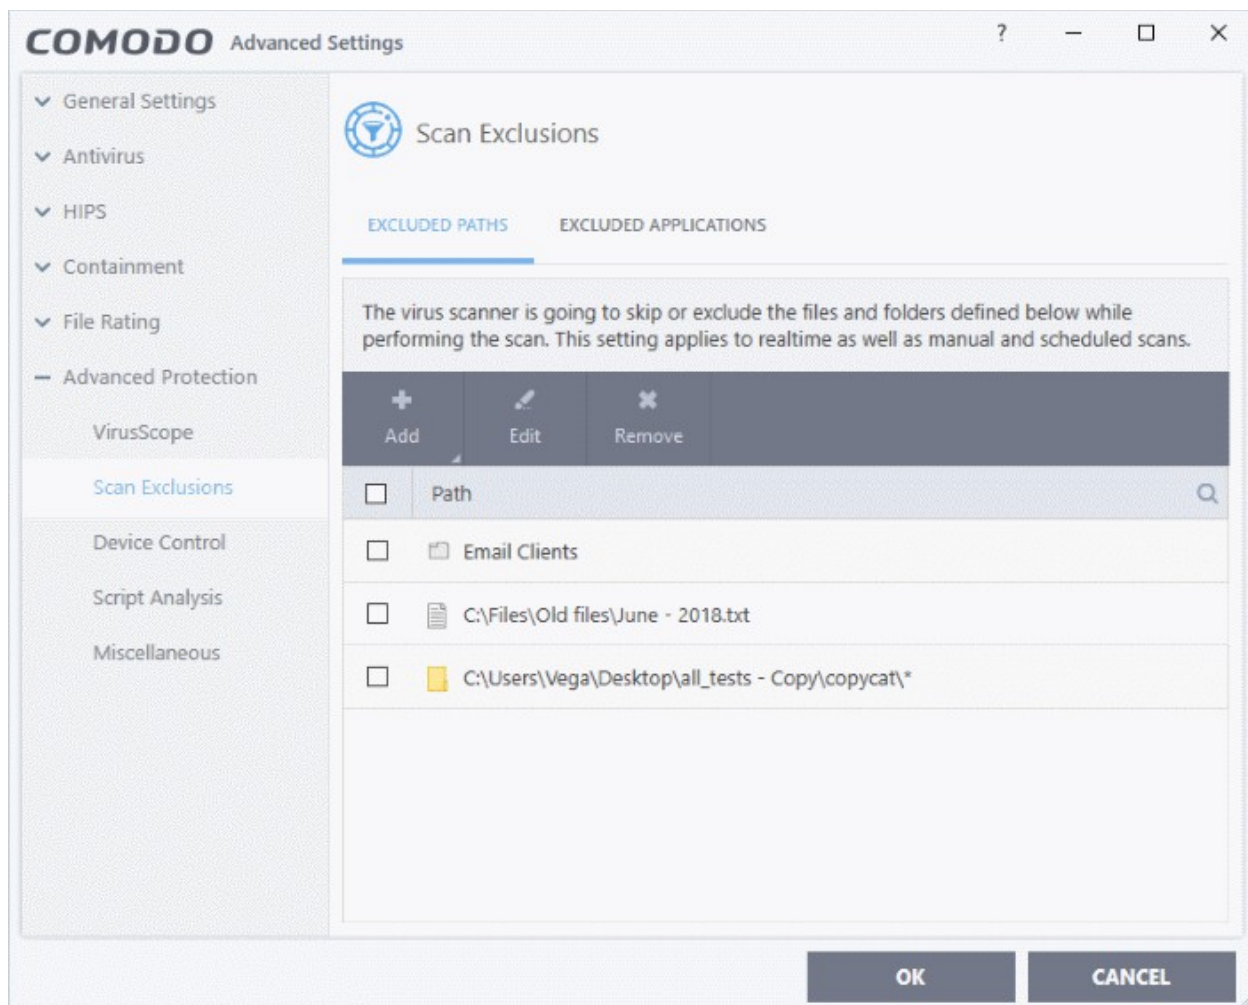 COMODO Advanced Settings ?
General Settings
Antivirus
HIPS
Containment
File Rating
Advanced Protection
VirusScope
Scan Exclusions
Device Control
Script Analysis
Miscellaneous
Scan Exclusions
EXCLUDED PATHS EXCLUDED APPLICATIONS
The virus scanner is going to skip or exclude the files and folders defined below while
performing the scan. This setting applies to realtime as well as manual and scheduled scans.
Add Edit Remove
Path
Email Clients
C:\Files\Old files\June - 2018.txt
C:\Users\Vega\Desktop\all_tests - Copy\copycat\*
OK CANCEL